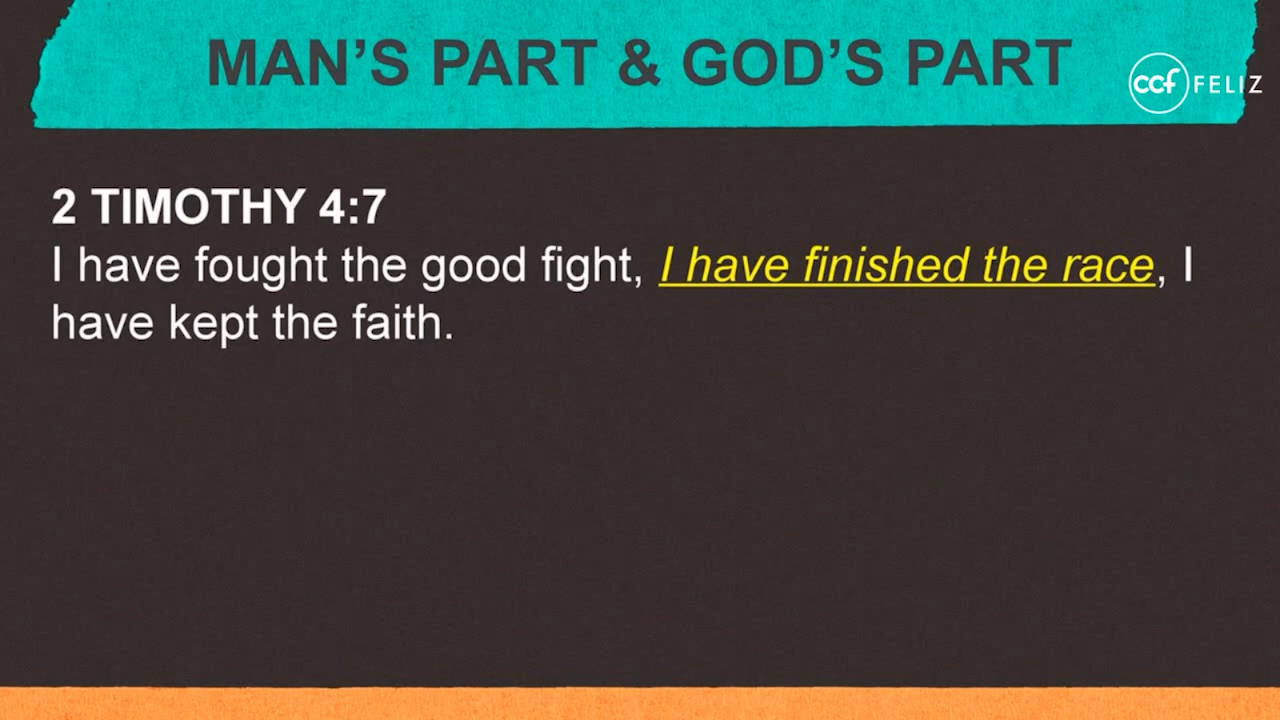 MAN’S PART & GOD’S PART
ccf FELIZ
2 TIMOTHY 4:7
I have fought the good fight, I have finished the race, I
have kept the faith.